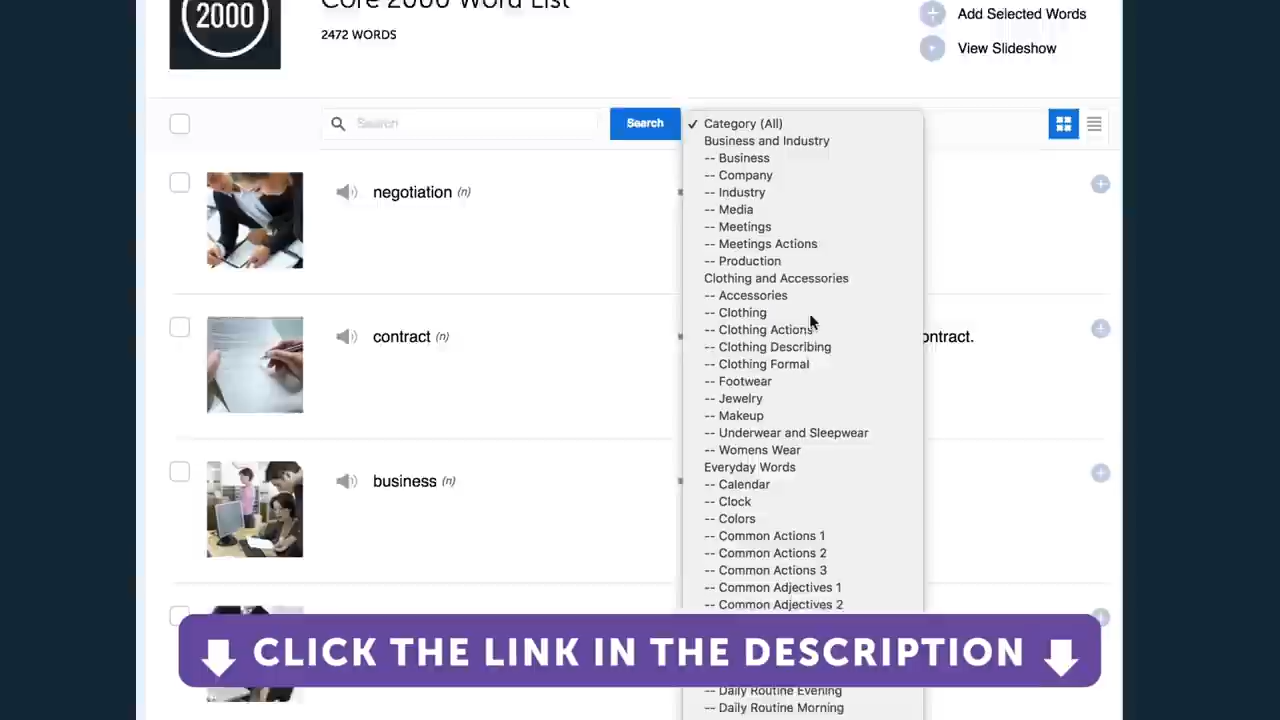 2000
Core 2000 Word List
2472 WORDS
Add Selected Words
View Slideshow
Search
Search
✓ Category (All)
Business and Industry
-- Business
-- Company
-- Industry
-- Media
-- Meetings
-- Meetings Actions
-- Production
Clothing and Accessories
-- Accessories
-- Clothing
-- Clothing Actions
-- Clothing Describing
-- Clothing Formal
-- Footwear
-- Jewelry
-- Makeup
-- Underwear and Sleepwear
-- Womens Wear
Everyday Words
-- Calendar
-- Clock
-- Colors
-- Common Actions 1
-- Common Actions 2
-- Common Actions 3
-- Common Adjectives 1
-- Common Adjectives 2
-- Daily Routine Evening
-- Daily Routine Morning
negotiation (n)
contract (n)
ontract.
business (n)
CLICK THE LINK IN THE DESCRIPTION